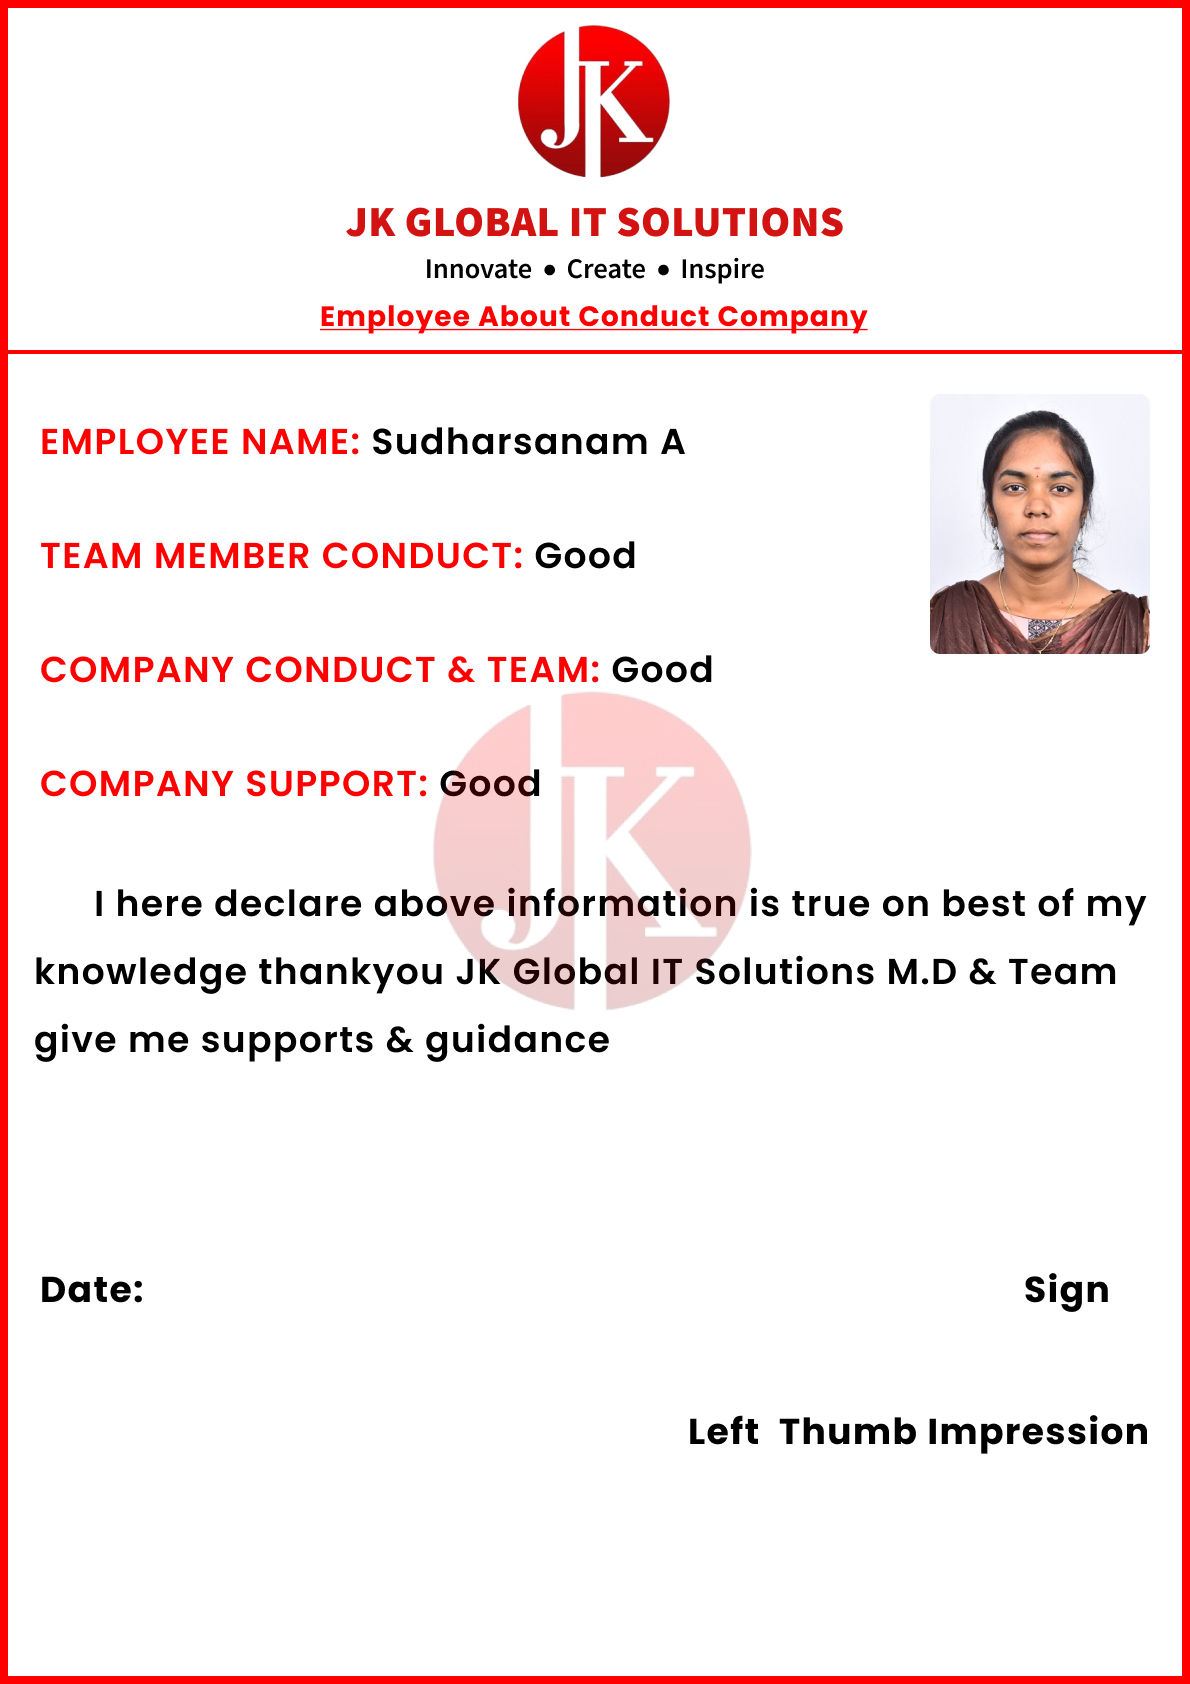 JK
JK GLOBAL IT SOLUTIONS
Innovate • Create • Inspire
Employee About Conduct Company
EMPLOYEE NAME: Sudharsanam A
TEAM MEMBER CONDUCT: Good
COMPANY CONDUCT & TEAM: Good
COMPANY SUPPORT: Good
JK
I here declare above information is true on best of my
knowledge thankyou JK Global IT Solutions M.D & Team
give me supports & guidance
Date:
Sign
Left Thumb Impression